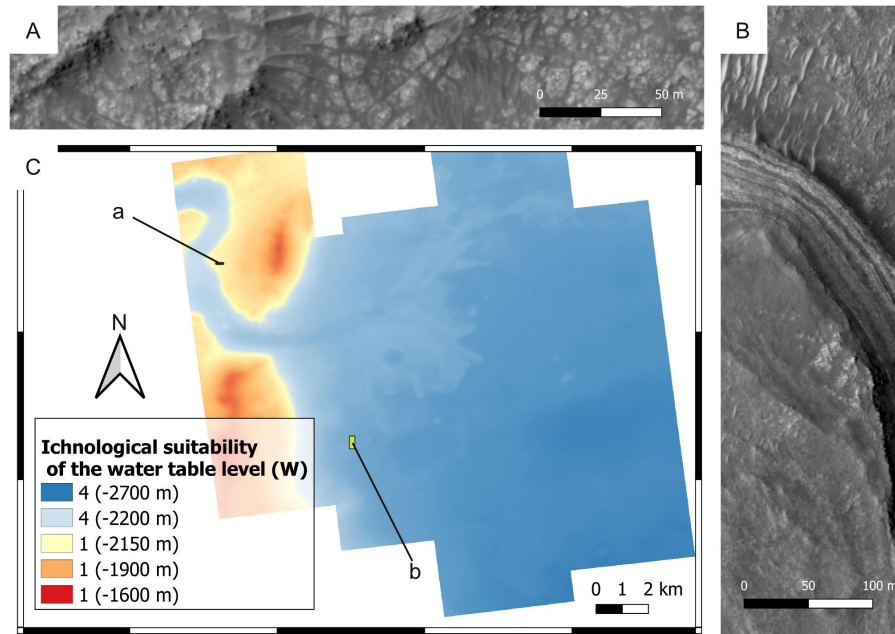 A
0 25 50 m
B
C
a
N
Ichnological suitability
of the water table level (W)
4 (-2700 m)
4 (-2200 m)
1 (-2150 m)
1 (-1900 m)
1 (-1600 m)
b
0 1 2 km
0 50 100 m